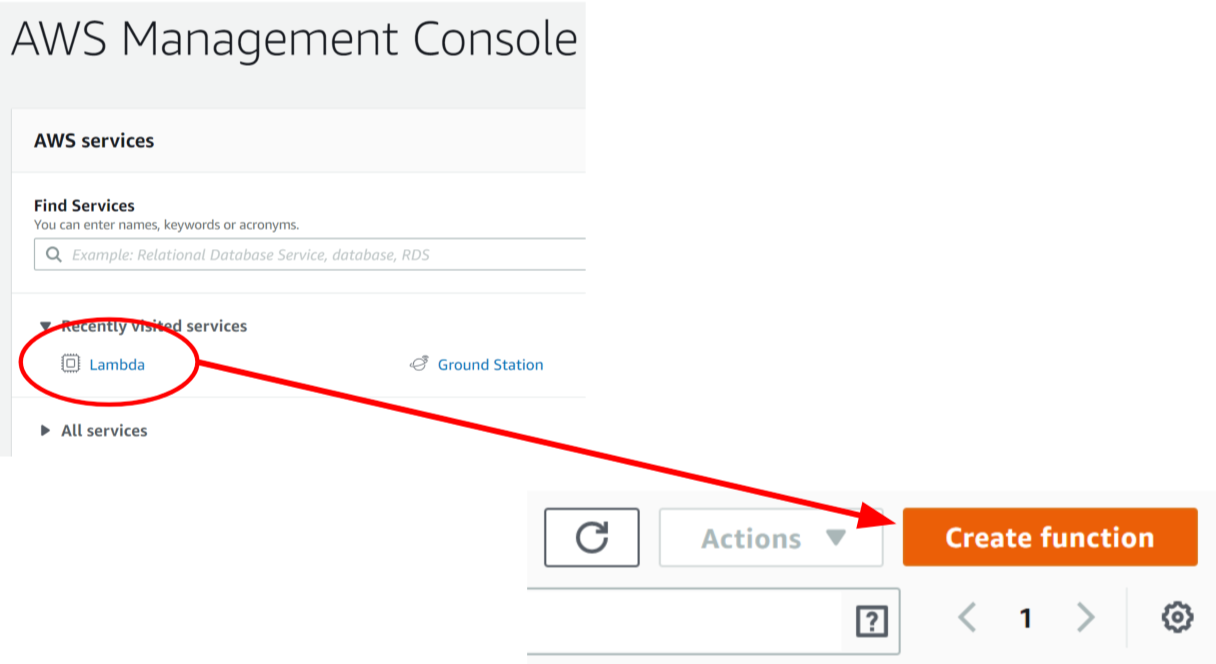 AWS Management Console
AWS services
Find Services
You can enter names, keywords or acronyms.
Example: Relational Database Service, database, RDS
Recently visited services
Lambda
Ground Station
All services
Actions
Create function
?
1